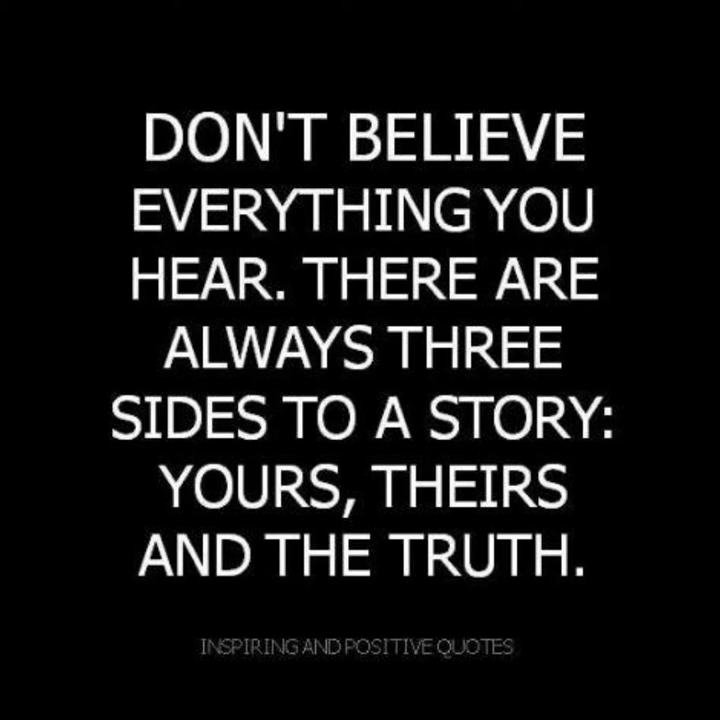 DON'T BELIEVE
EVERYTHING YOU
HEAR. THERE ARE
ALWAYS THREE
SIDES TO A STORY:
YOURS, THEIRS
AND THE TRUTH.
INSPIRING AND POSITIVE QUOTES